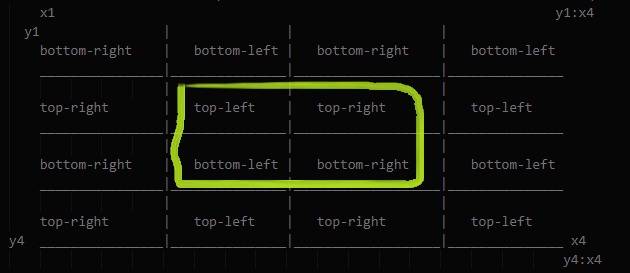 x1 y1:x4
y1
bottom-right | bottom-left | bottom-right | bottom-left
top-right | top-left | top-right | top-left
bottom-right | bottom-left | bottom-right | bottom-left
top-right | top-left | top-right | top-left
y4 x4
y4:x4